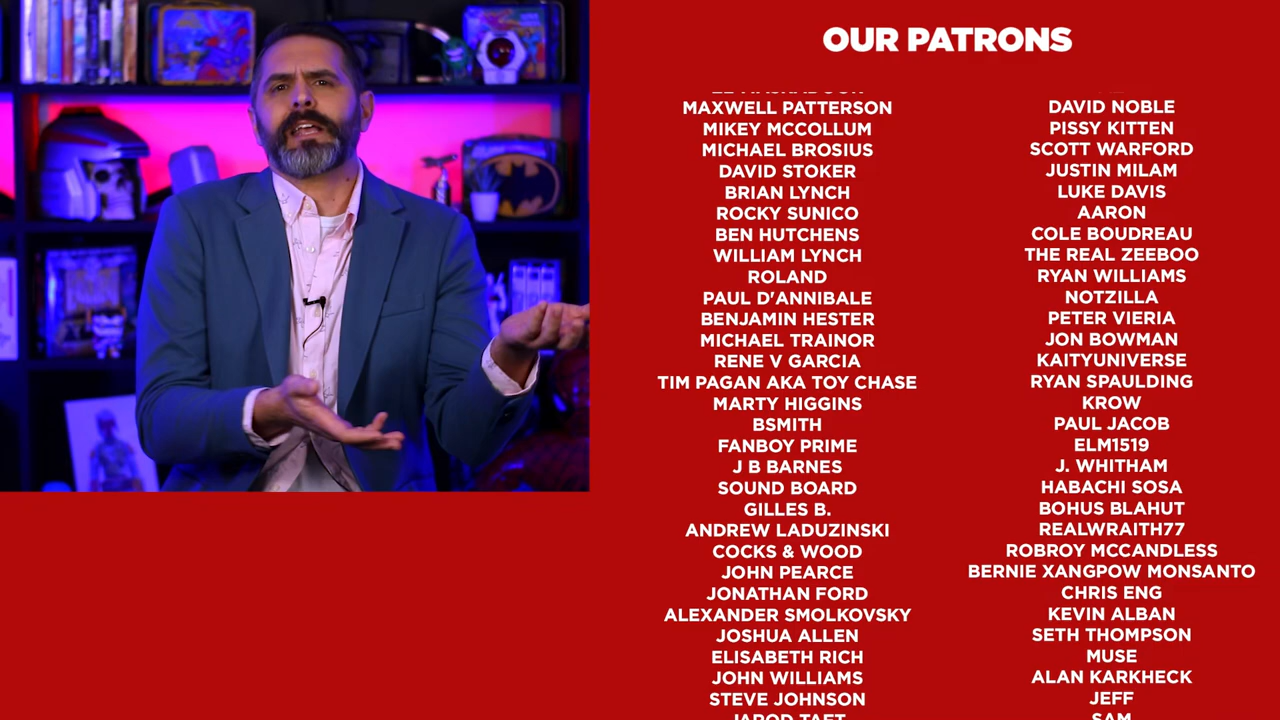 OUR PATRONS
MAXWELL PATTERSON
MIKEY MCCOLLUM
MICHAEL BROSIUS
DAVID STOKER
BRIAN LYNCH
ROCKY SUNICO
BEN HUTCHENS
WILLIAM LYNCH
ROLAND
PAUL D'ANNIBALE
BENJAMIN HESTER
MICHAEL TRAINOR
RENE V GARCIA
TIM PAGAN AKA TOY CHASE
MARTY HIGGINS
BSMITH
FANBOY PRIME
J B BARNES
SOUND BOARD
GILLES B.
ANDREW LADUZINSKI
COCKS & WOOD
JOHN PEARCE
JONATHAN FORD
ALEXANDER SMOLKOVSKY
JOSHUA ALLEN
ELISABETH RICH
JOHN WILLIAMS
STEVE JOHNSON
DAVID NOBLE
PISSY KITTEN
SCOTT WARFORD
JUSTIN MILAM
LUKE DAVIS
AARON
COLE BOUDREAU
THE REAL ZEEBOO
RYAN WILLIAMS
NOTZILLA
PETER VIERIA
JON BOWMAN
KAITYUNIVERSE
RYAN SPAULDING
KROW
PAUL JACOB
ELM1519
J. WHITHAM
HABACHI SOSA
BOHUS BLAHUT
REALWRAITH77
ROBROY MCCANDLESS
BERNIE XANGPOW MONSANTO
CHRIS ENG
KEVIN ALBAN
SETH THOMPSON
MUSE
ALAN KARKHECK
JEFF
SAM